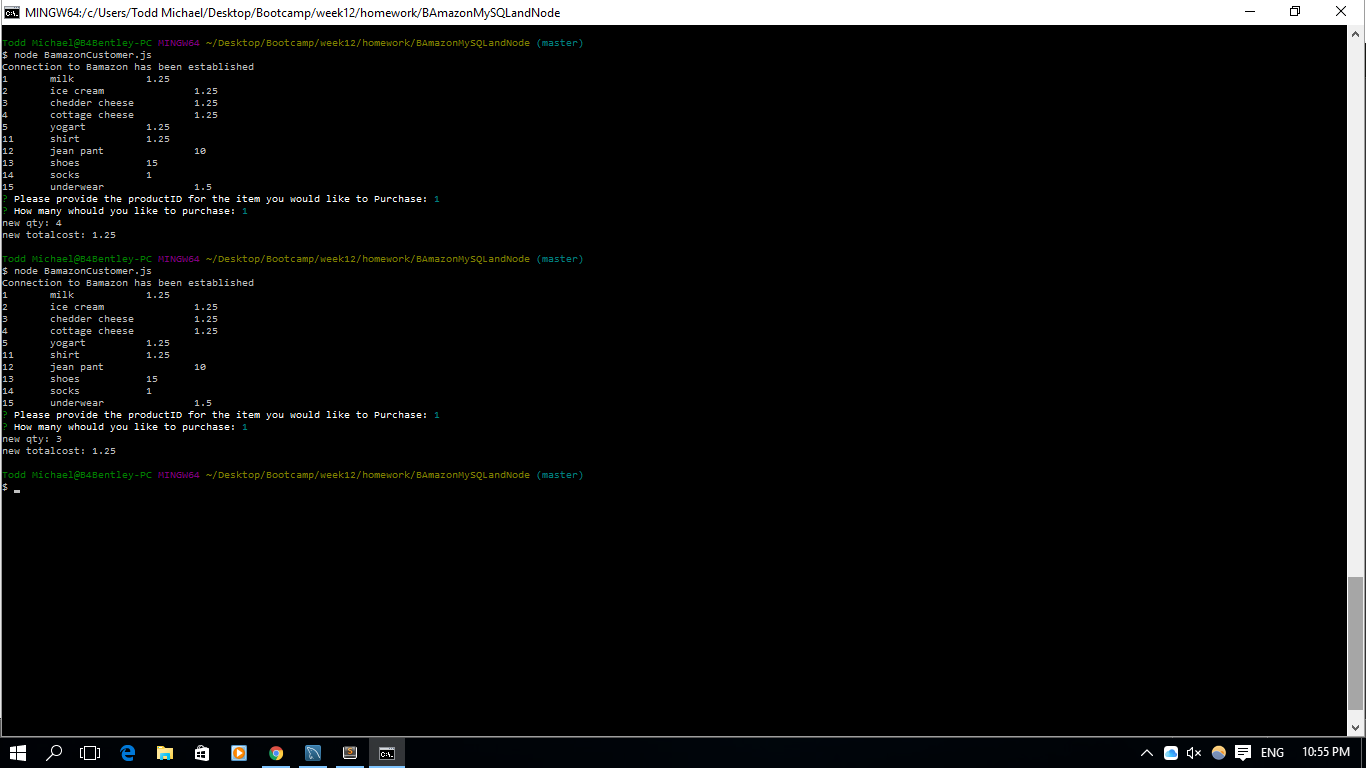 MINGW64:/c/Users/Todd Michael/Desktop/Bootcamp/week12/homework/BAmazonMySQLandNode
Todd Michael@B4Bentley-PC MINGW64 ~/Desktop/Bootcamp/week12/homework/BAmazonMySQLandNode (master)
$ node BamazonCustomer.js
Connection to Bamazon has been established
1 milk 1.25
2 ice cream 1.25
3 chedder cheese 1.25
4 cottage cheese 1.25
5 yogart 1.25
11 shirt 1.25
12 jean pant 10
13 shoes 15
14 socks 1
15 underwear 1.5
? Please provide the productID for the item you would like to Purchase: 1
? How many whould you like to purchase: 1
new qty: 4
new totalcost: 1.25
Todd Michael@B4Bentley-PC MINGW64 ~/Desktop/Bootcamp/week12/homework/BAmazonMySQLandNode (master)
$ node BamazonCustomer.js
Connection to Bamazon has been established
1 milk 1.25
2 ice cream 1.25
3 chedder cheese 1.25
4 cottage cheese 1.25
5 yogart 1.25
11 shirt 1.25
12 jean pant 10
13 shoes 15
14 socks 1
15 underwear 1.5
? Please provide the productID for the item you would like to Purchase: 1
? How many whould you like to purchase: 1
new qty: 3
new totalcost: 1.25
Todd Michael@B4Bentley-PC MINGW64 ~/Desktop/Bootcamp/week12/homework/BAmazonMySQLandNode (master)
$
ENG 10:55 PM